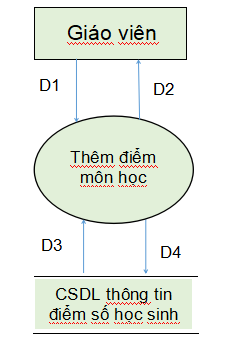 Giáo viên
D1
D2
Thêm điểm
môn học
D3
D4
CSDL thông tin
điểm số học sinh